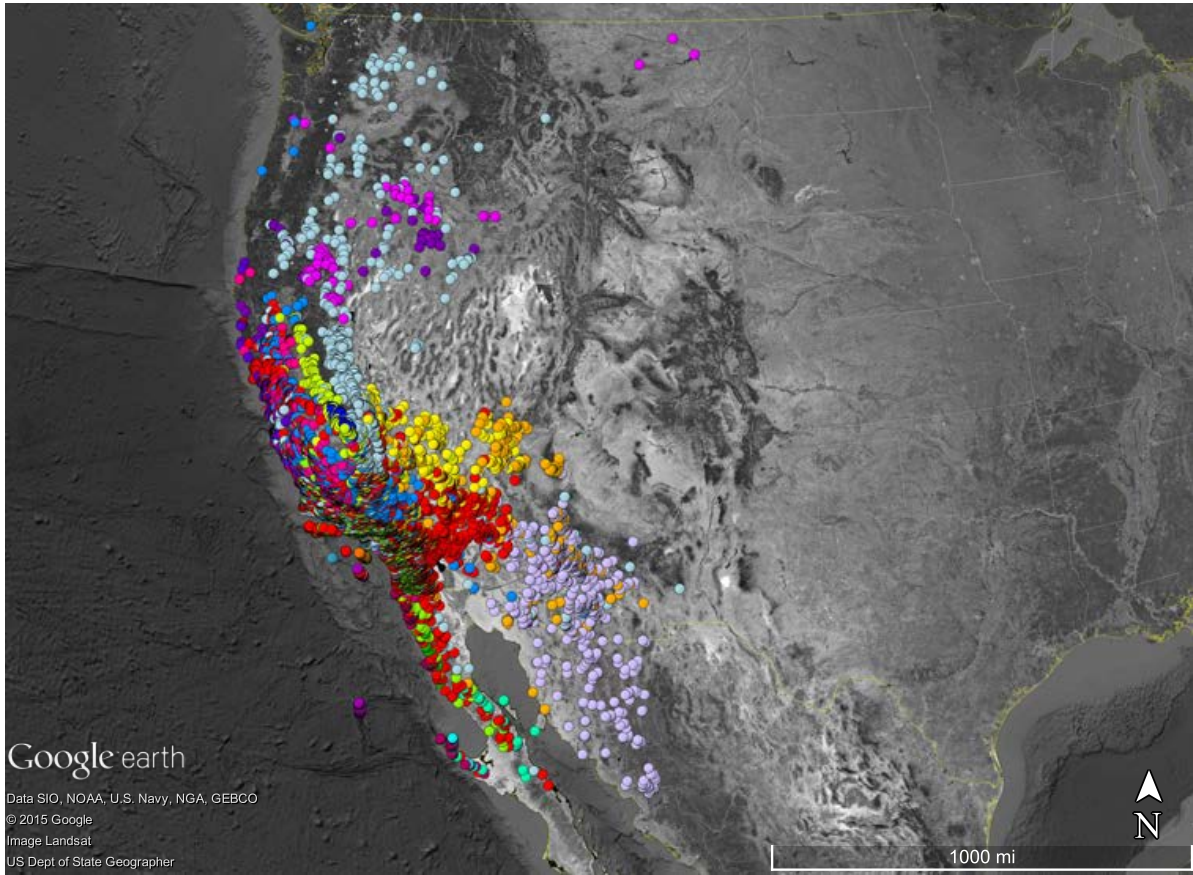 Google earth
Data SIO, NOAA, U.S. Navy, NGA, GEBCO
© 2015 Google
Image Landsat
US Dept of State Geographer
N
1000 mi